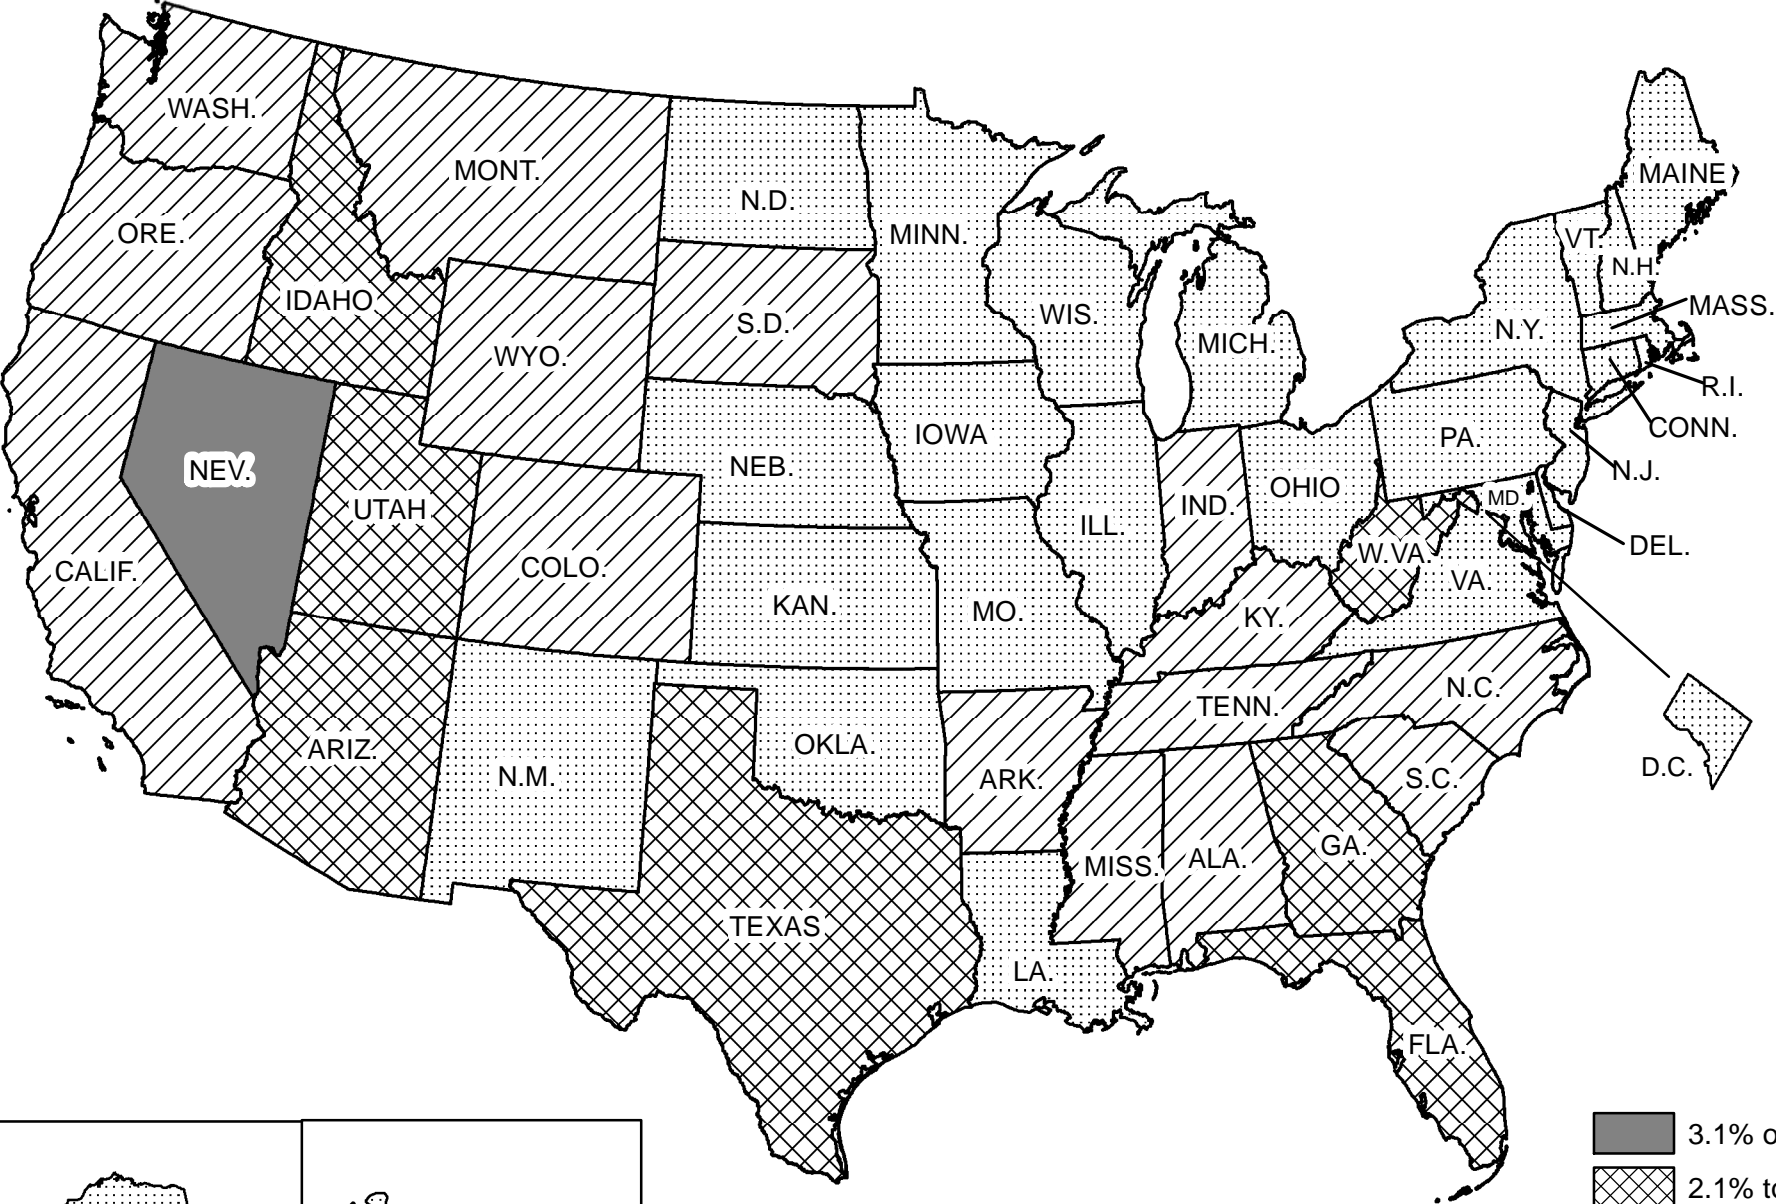 WASH.
MONT.
N.D.
MINN.
MAINE
ORE.
VT.
N.H.
IDAHO
S.D.
WIS.
MICH.
N.Y.
MASS.
WYO.
R.I.
CONN.
IOWA
PA.
NEV.
NEB.
N.J.
UTAH
IND.
OHIO
MD.
ILL.
CALIF.
COLO.
W.VA.
VA.
DEL.
KAN.
MO.
KY.
N.C.
TENN.
ARIZ.
OKLA.
N.M.
ARK.
S.C.
D.C.
MISS.
ALA.
GA.
TEXAS
LA.
FLA.
3.1% o
2.1% to